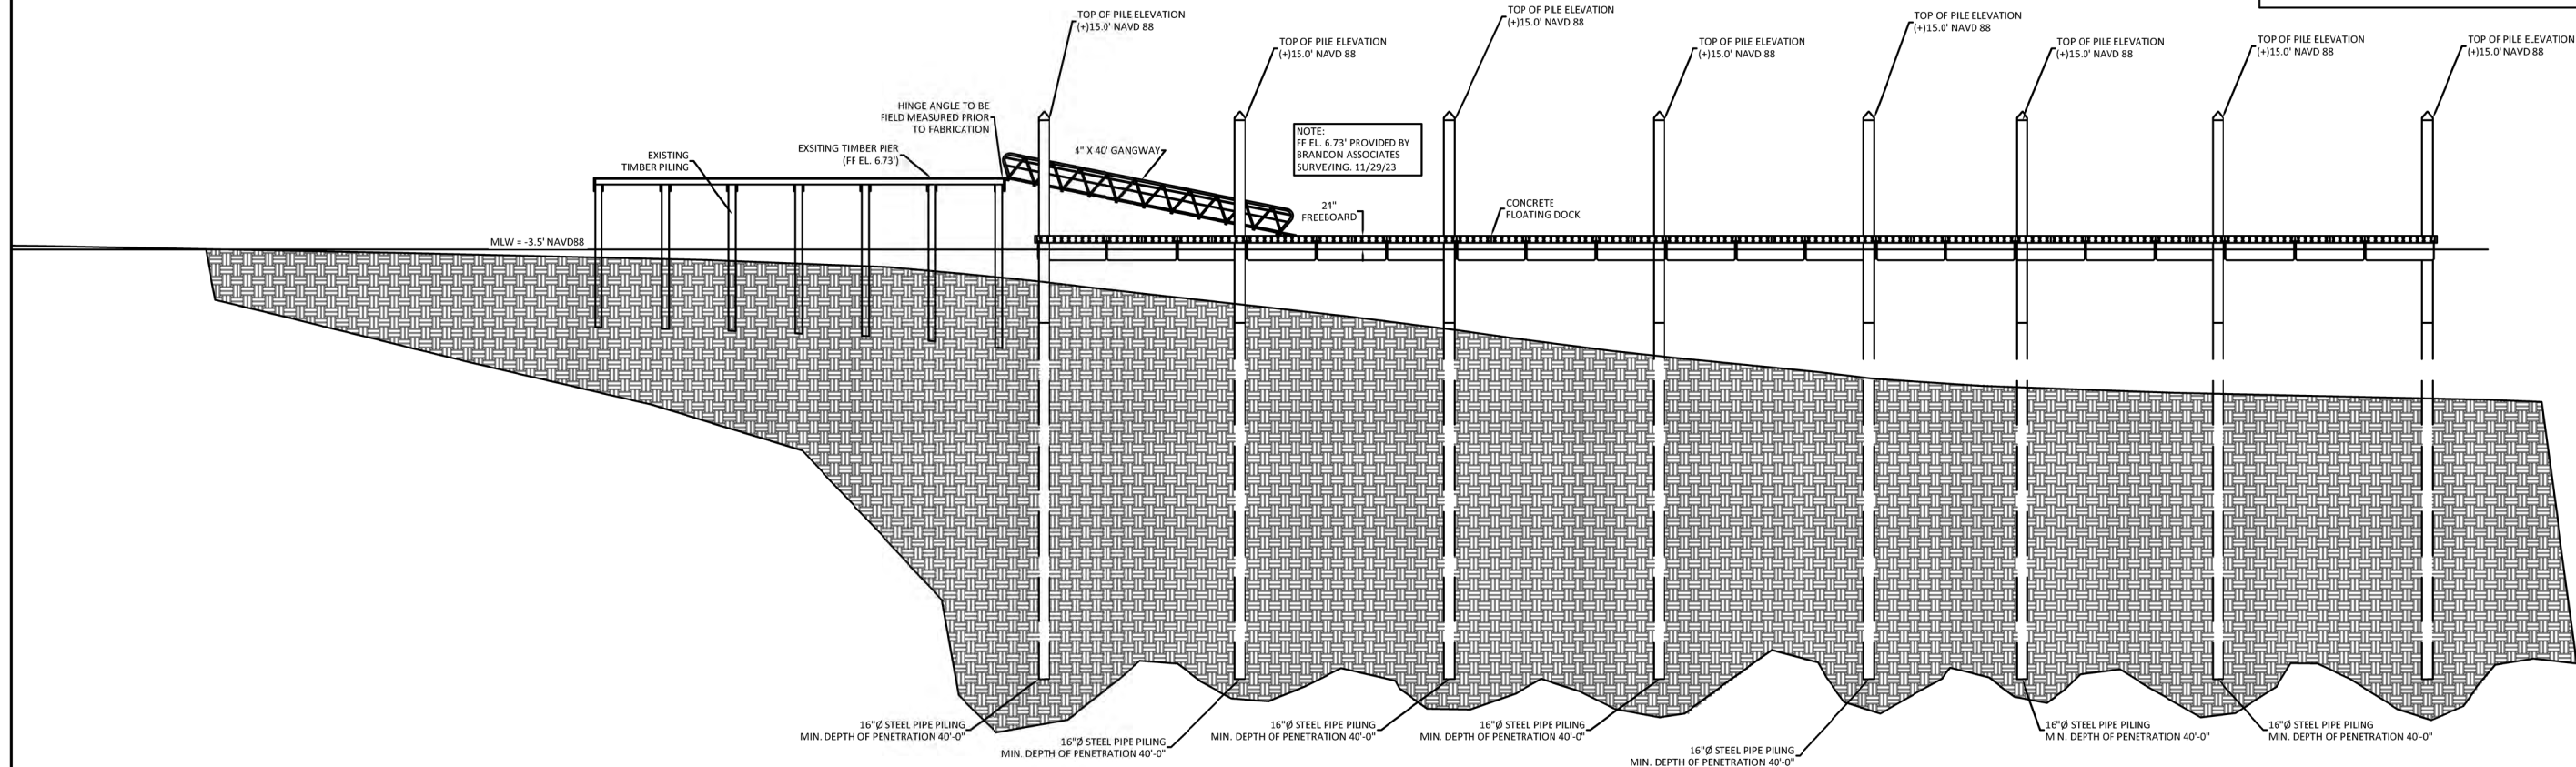 TOP OF PILE ELEVATION
(+)15.0' NAVD 88
TOP OF PILE ELEVATION
(+)15.0' NAVD 88
TOP OF PILE ELEVATION
(+)15.0' NAVD 88
TOP OF PILE ELEVATION
(+)15.0' NAVD 88
TOP OF PILE ELEVATION
(+)15.0' NAVD 88
TOP OF PILE ELEVATION
(+)15.0' NAVD 88
TOP OF PILE ELEVATION
(+)15.0' NAVD 88
TOP OF PILE ELEVATION
(+)15.0' NAVD 88
HINGE ANGLE TO BE
FIELD MEASURED PRIOR
TO FABRICATION
EXISTING
TIMBER PILING
EXSITING TIMBER PIER
(FF EL. 6.73')
4" X 40' GANGWAY
NOTE:
FF EL. 6.73' PROVIDED BY
BRANDON ASSOCIATES
SURVEYING. 11/29/23
24"
FREEBOARD
CONCRETE
FLOATING DOCK
MLW = -3.5' NAVD88
16"Ø STEEL PIPE PILING
MIN. DEPTH OF PENETRATION 40'-0"
16"Ø STEEL PIPE PILING
MIN. DEPTH OF PENETRATION 40'-0"
16"Ø STEEL PIPE PILING
MIN. DEPTH OF PENETRATION 40'-0"
16"Ø STEEL PIPE PILING
MIN. DEPTH OF PENETRATION 40'-0"
16"Ø STEEL PIPE PILING
MIN. DEPTH OF PENETRATION 40'-0"
16"Ø STEEL PIPE PILING
MIN. DEPTH OF PENETRATION 40'-0"
16"Ø STEEL PIPE PILING
MIN. DEPTH OF PENETRATION 40'-0"